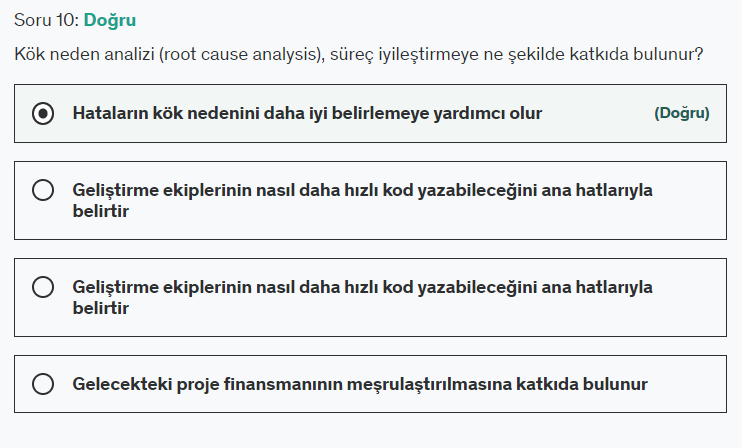 Soru 10: Doğru
Kök neden analizi (root cause analysis), süreç iyileştirmeye ne şekilde katkıda bulunur?
Hataların kök nedenini daha iyi belirlemeye yardımcı olur (Doğru)
Geliştirme ekiplerinin nasıl daha hızlı kod yazabileceğini ana hatlarıyla
belirtir
Geliştirme ekiplerinin nasıl daha hızlı kod yazabileceğini ana hatlarıyla
belirtir
Gelecekteki proje finansmanının meşrulaştırılmasına katkıda bulunur